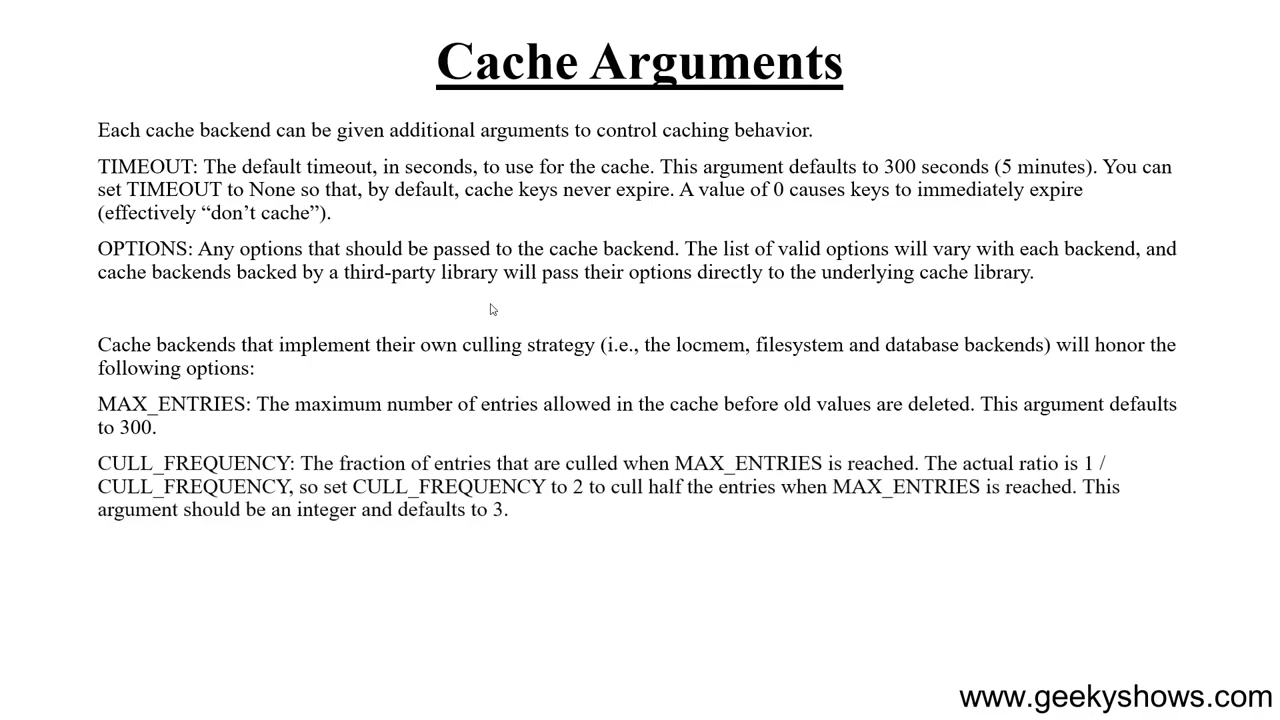 Cache Arguments
Each cache backend can be given additional arguments to control caching behavior.
TIMEOUT: The default timeout, in seconds, to use for the cache. This argument defaults to 300 seconds (5 minutes). You can
set TIMEOUT to None so that, by default, cache keys never expire. A value of 0 causes keys to immediately expire
(effectively “don’t cache”).
OPTIONS: Any options that should be passed to the cache backend. The list of valid options will vary with each backend, and
cache backends backed by a third-party library will pass their options directly to the underlying cache library.
Cache backends that implement their own culling strategy (i.e., the locmem, filesystem and database backends) will honor the
following options:
MAX_ENTRIES: The maximum number of entries allowed in the cache before old values are deleted. This argument defaults
to 300.
CULL_FREQUENCY: The fraction of entries that are culled when MAX_ENTRIES is reached. The actual ratio is 1 /
CULL_FREQUENCY, so set CULL_FREQUENCY to 2 to cull half the entries when MAX_ENTRIES is reached. This
argument should be an integer and defaults to 3.
www.geekyshows.com